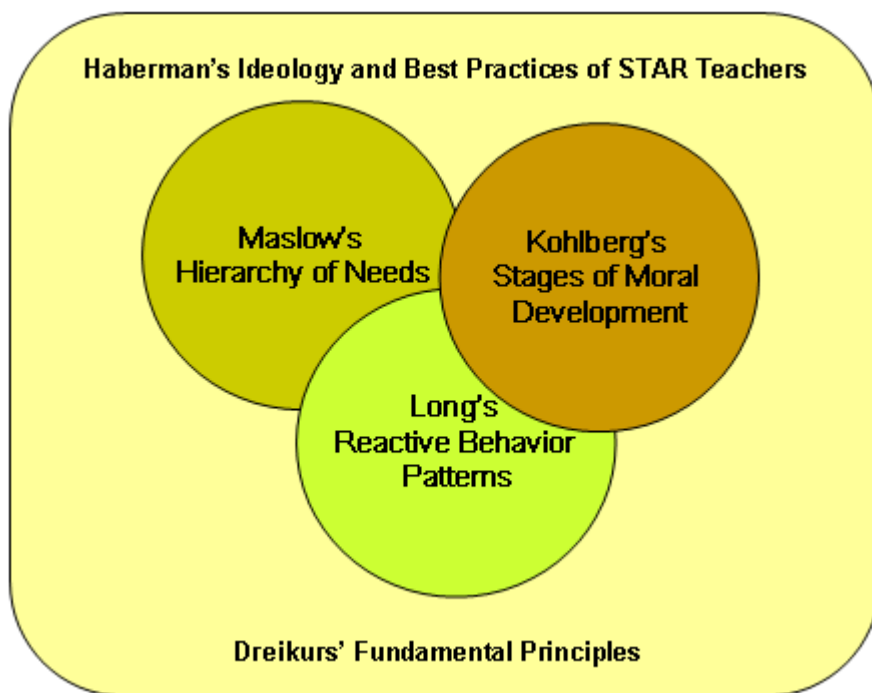 Haberman's Ideology and Best Practices of STAR Teachers
Maslow's
Hierarchy of Needs
Kohlberg's
Stages of Moral
Development
Long's
Reactive Behavior
Patterns
Dreikurs' Fundamental Principles